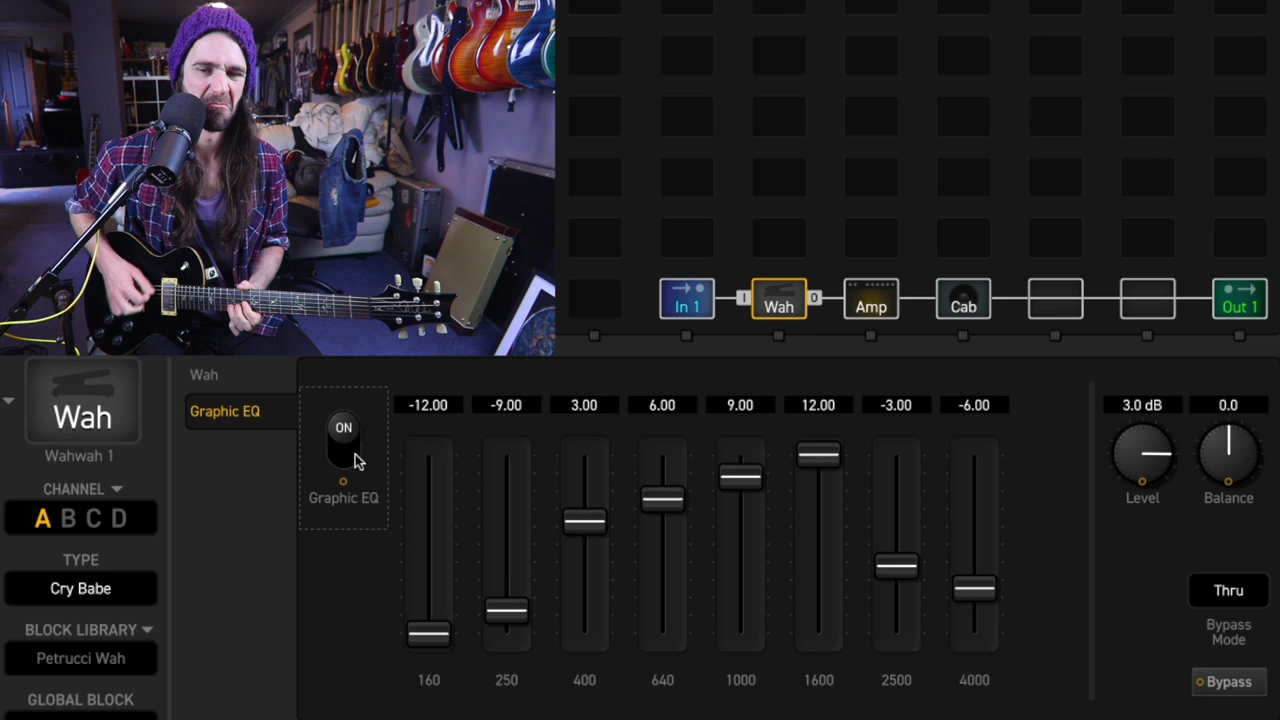 In 1
I
Wah
O
Amp
Cab
Out 1
Wah
Wahwah 1
CHANNEL
A B C D
TYPE
Cry Babe
BLOCK LIBRARY
Petrucci Wah
GLOBAL BLOCK
Wah
Graphic EQ
ON
Graphic EQ
-12.00 -9.00 3.00 6.00 9.00 12.00 -3.00 -6.00
160 250 400 640 1000 1600 2500 4000
3.0 dB 0.0
Level Balance
Thru
Bypass
Mode
Bypass